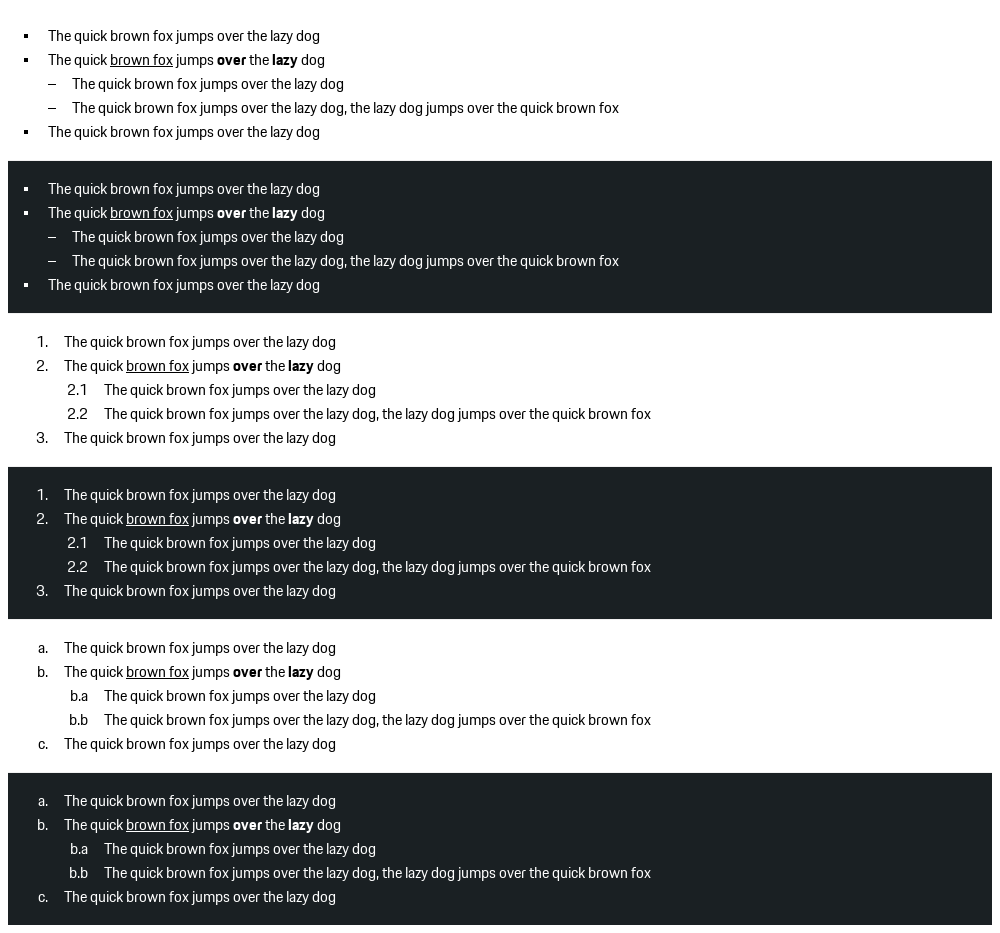 ▪ The quick brown fox jumps over the lazy dog
▪ The quick brown fox jumps over the lazy dog
– The quick brown fox jumps over the lazy dog
– The quick brown fox jumps over the lazy dog, the lazy dog jumps over the quick brown fox
▪ The quick brown fox jumps over the lazy dog
▪ The quick brown fox jumps over the lazy dog
▪ The quick brown fox jumps over the lazy dog
– The quick brown fox jumps over the lazy dog
– The quick brown fox jumps over the lazy dog, the lazy dog jumps over the quick brown fox
▪ The quick brown fox jumps over the lazy dog
1. The quick brown fox jumps over the lazy dog
2. The quick brown fox jumps over the lazy dog
2.1 The quick brown fox jumps over the lazy dog
2.2 The quick brown fox jumps over the lazy dog, the lazy dog jumps over the quick brown fox
3. The quick brown fox jumps over the lazy dog
1. The quick brown fox jumps over the lazy dog
2. The quick brown fox jumps over the lazy dog
2.1 The quick brown fox jumps over the lazy dog
2.2 The quick brown fox jumps over the lazy dog, the lazy dog jumps over the quick brown fox
3. The quick brown fox jumps over the lazy dog
a. The quick brown fox jumps over the lazy dog
b. The quick brown fox jumps over the lazy dog
b.a The quick brown fox jumps over the lazy dog
b.b The quick brown fox jumps over the lazy dog, the lazy dog jumps over the quick brown fox
c. The quick brown fox jumps over the lazy dog
a. The quick brown fox jumps over the lazy dog
b. The quick brown fox jumps over the lazy dog
b.a The quick brown fox jumps over the lazy dog
b.b The quick brown fox jumps over the lazy dog, the lazy dog jumps over the quick brown fox
c. The quick brown fox jumps over the lazy dog